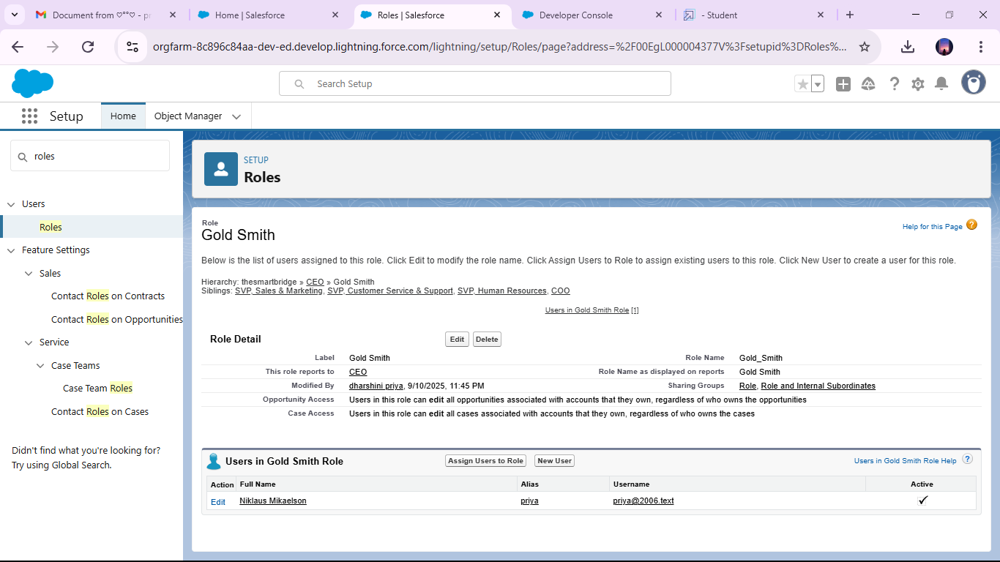 Document from ♡°°♡ - pr
Home | Salesforce
Roles | Salesforce
Developer Console
- Student
orgfarm-8c896c84aa-dev-ed.develop.lightning.force.com/lightning/setup/Roles/page?address=%2F00EgL000004377V%3Fsetupid%3DRoles%...
Search Setup
Setup
Home
Object Manager
roles
Users
Roles
Feature Settings
Sales
Contact Roles on Contracts
Contact Roles on Opportunities
Service
Case Teams
Case Team Roles
Contact Roles on Cases
Didn't find what you're looking for?
Try using Global Search.
SETUP
Roles
Role
Gold Smith
Help for this Page
Below is the list of users assigned to this role. Click Edit to modify the role name. Click Assign Users to Role to assign existing users to this role. Click New User to create a user for this role.
Hierarchy: thesmartbridge » CEO » Gold Smith
Siblings: SVP, Sales & Marketing, SVP, Customer Service & Support, SVP, Human Resources, COO
Users in Gold Smith Role [1]
Role Detail Edit Delete
Label Gold Smith Role Name Gold_Smith
This role reports to CEO Role Name as displayed on reports Gold Smith
Modified By dharshini priya, 9/10/2025, 11:45 PM Sharing Groups Role, Role and Internal Subordinates
Opportunity Access Users in this role can edit all opportunities associated with accounts that they own, regardless of who owns the opportunities
Case Access Users in this role can edit all cases associated with accounts that they own, regardless of who owns the cases
Users in Gold Smith Role Assign Users to Role New User Users in Gold Smith Role Help ?
Action Full Name Alias Username Active
Edit Niklaus Mikaelson priya priya@2006.text ✓